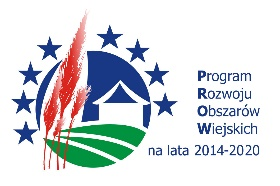 Program
Rozwoju
Obszarów
Wiejskich
na lata 2014-2020